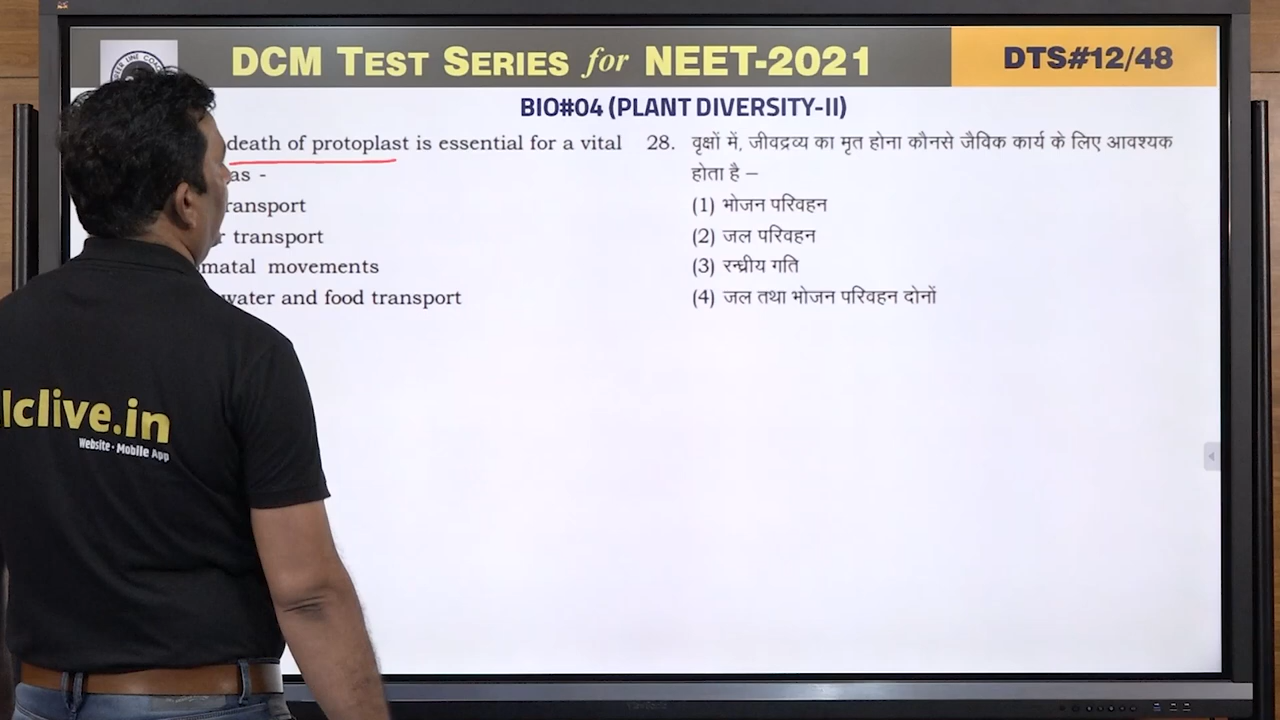 DCM TEST SERIES for NEET-2021
DTS#12/48
BIO#04 (PLANT DIVERSITY-II)
death of protoplast is essential for a vital
as -
transport
transport
movements
water and food transport
28. वृक्षों में, जीवद्रव्य का मृत होना कौनसे जैविक कार्य के लिए आवश्यक
होता है –
(1) भोजन परिवहन
(2) जल परिवहन
(3) रन्ध्रीय गति
(4) जल तथा भोजन परिवहन दोनों
lclive.in
Website · Mobile App